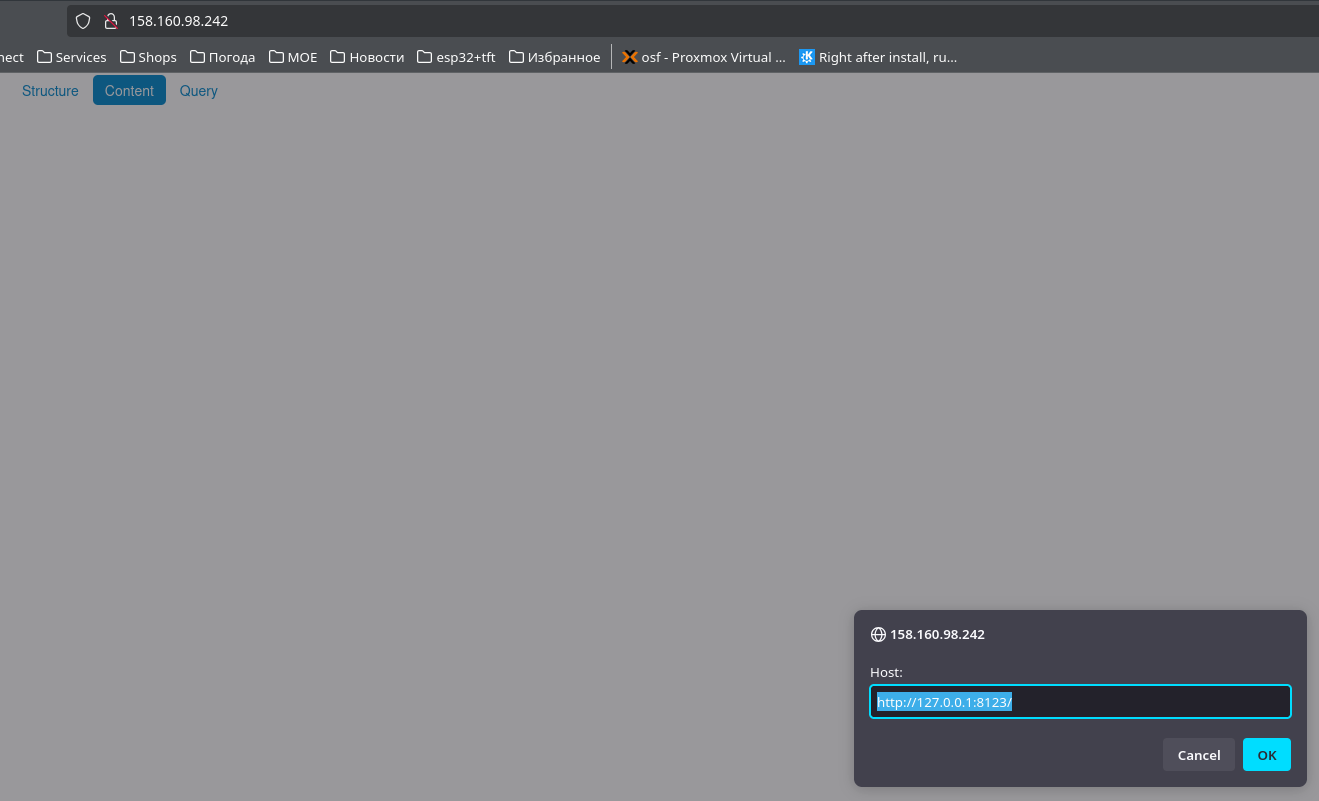 158.160.98.242
nect Services Shops Погода МОЕ Новости esp32+tft Избранное osf - Proxmox Virtual ... Right after install, ru...
Structure Content Query
158.160.98.242
Host:
http://127.0.0.1:8123/
Cancel OK